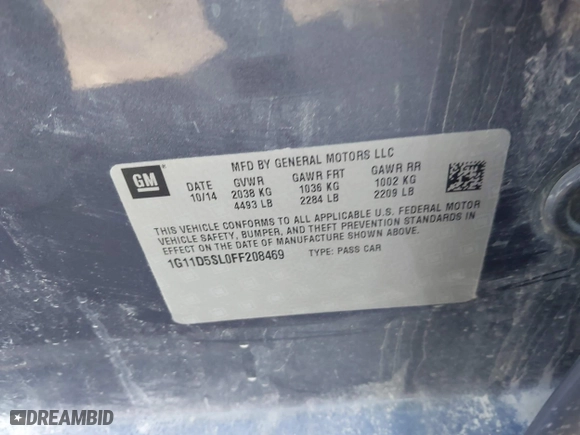 MFD BY GENERAL MOTORS LLC
GM
DATE GVWR GAWR FRT GAWR RR
10/14 2038 KG 1036 KG 1002 KG
4493 LB 2284 LB 2209 LB
THIS VEHICLE CONFORMS TO ALL APPLICABLE U.S. FEDERAL MOTOR
VEHICLE SAFETY, BUMPER, AND THEFT PREVENTION STANDARDS IN
EFFECT ON THE DATE OF MANUFACTURE SHOWN ABOVE.
1G11D5SL0FF208469 TYPE: PASS CAR
DREAMBID